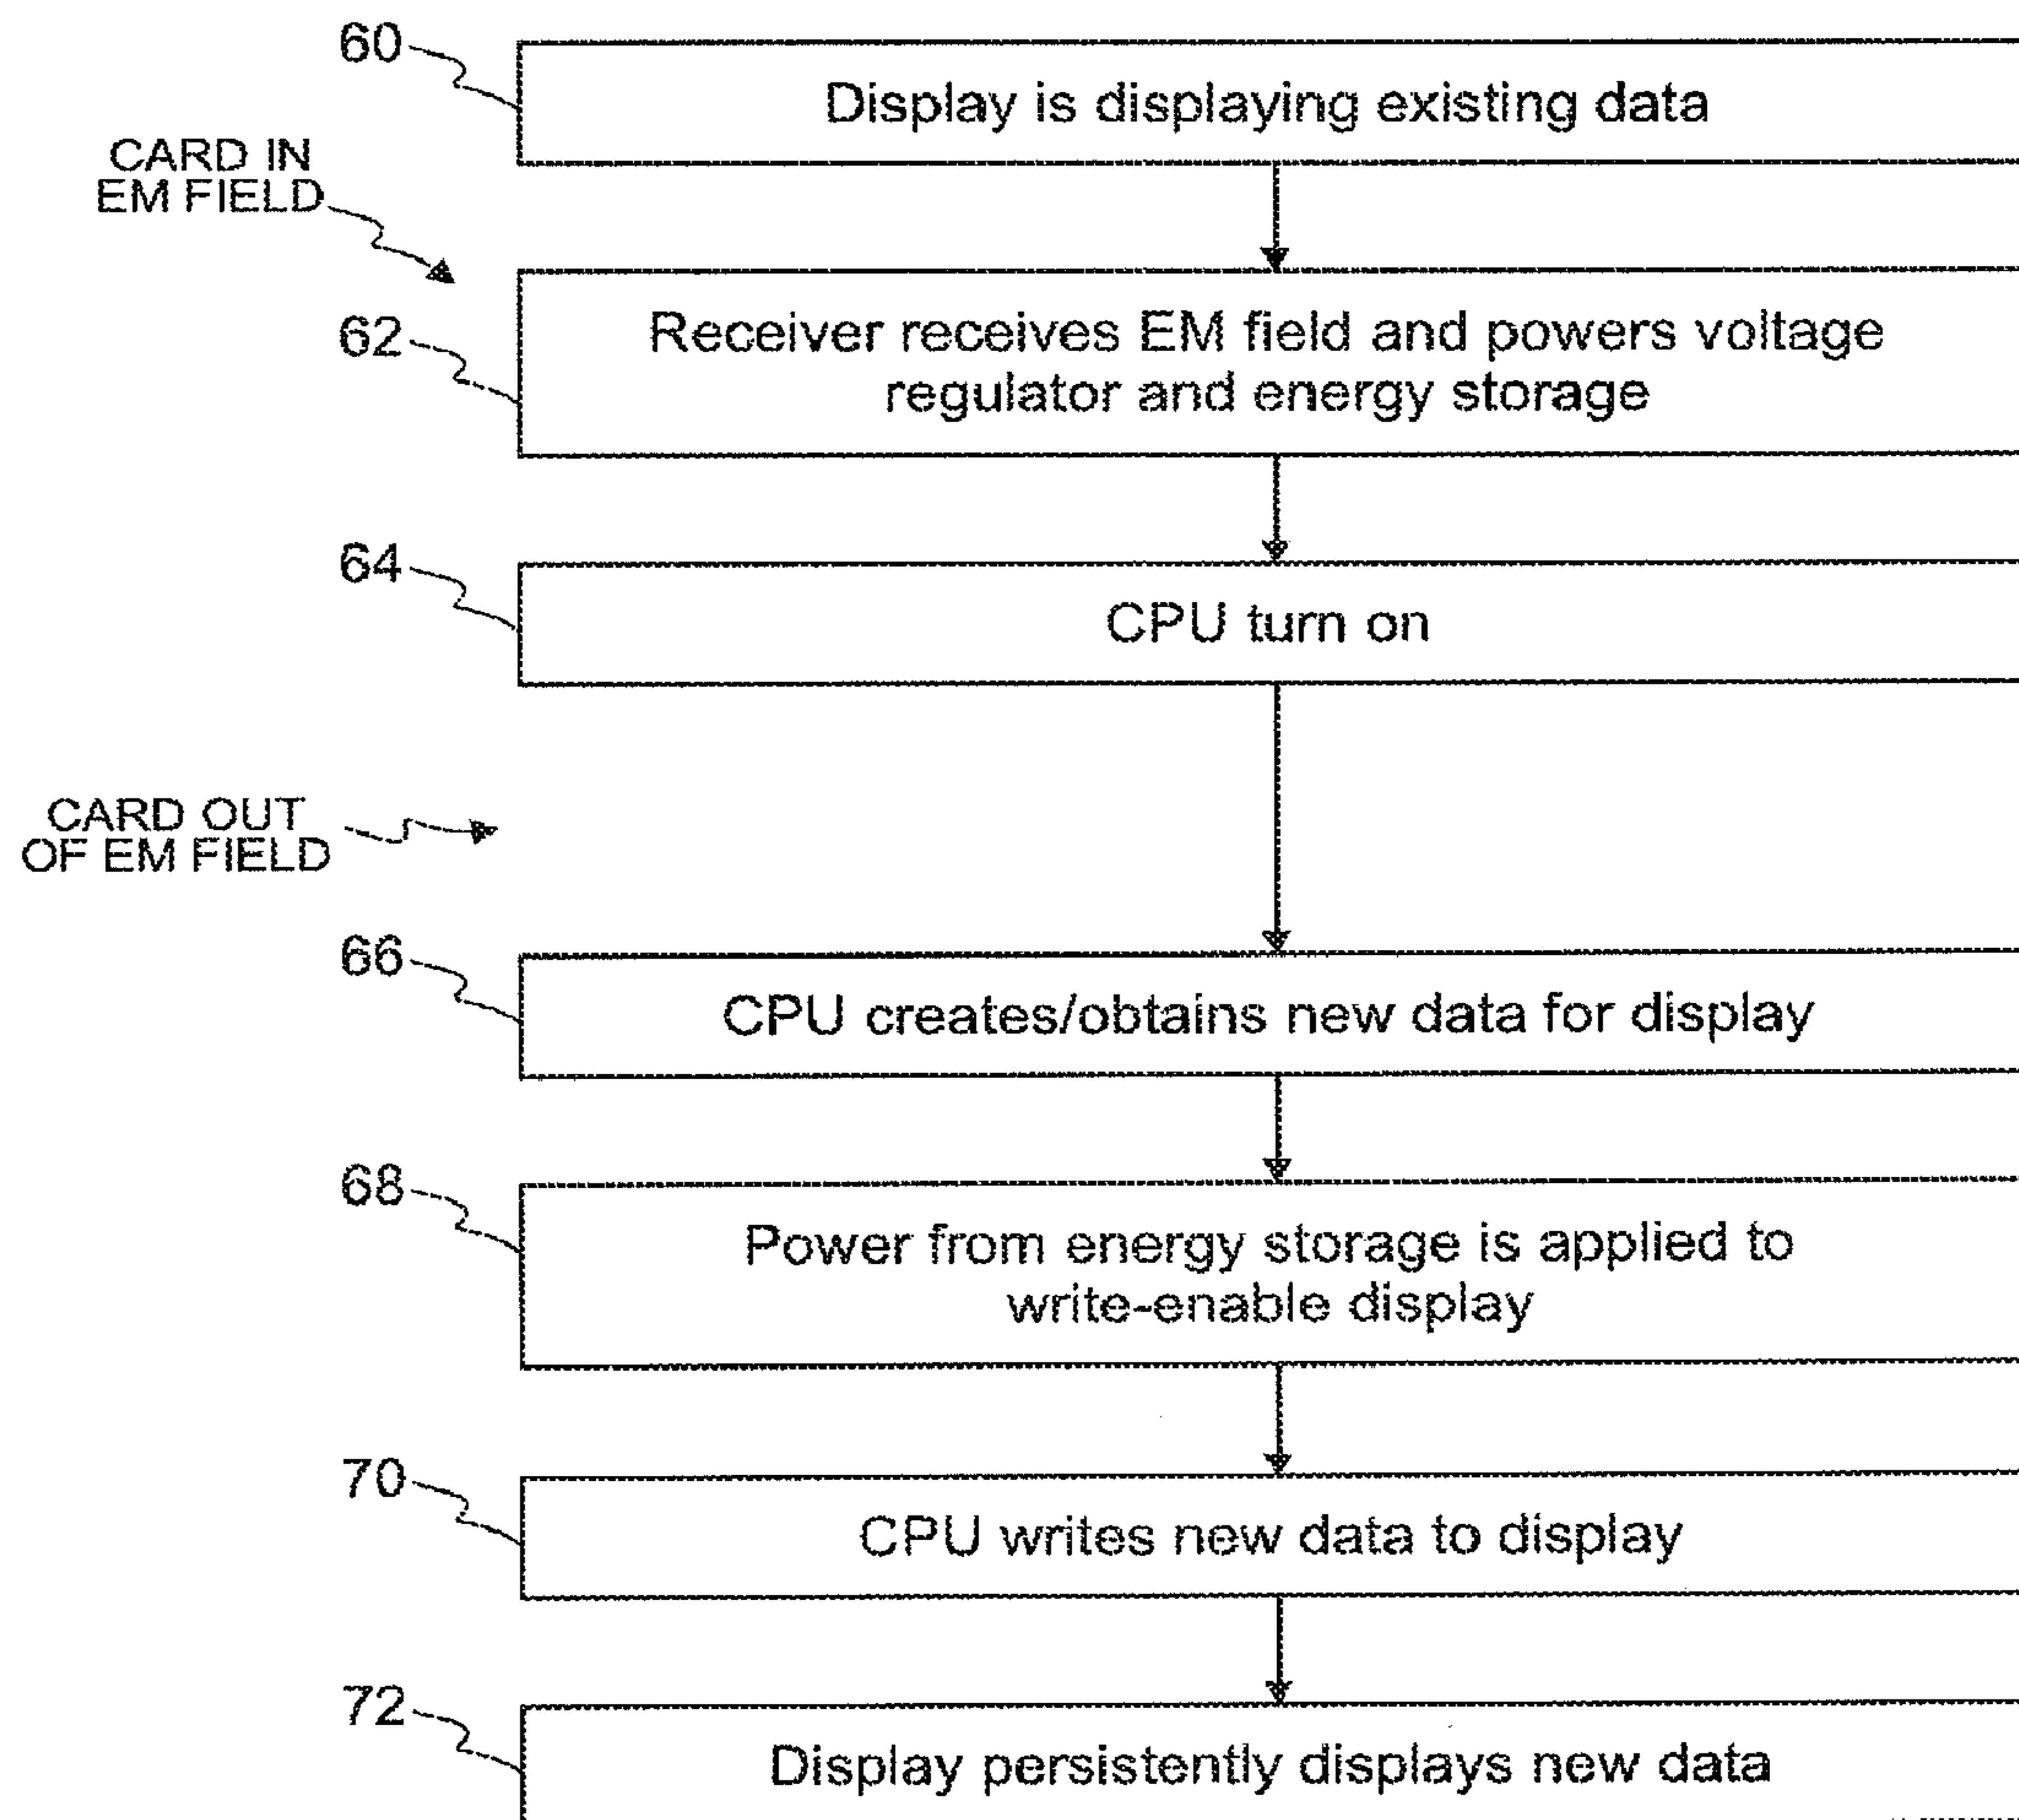 60
Display is displaying existing data
CARD IN
EM FIELD
62
Receiver receives EM field and powers voltage
regulator and energy storage
64
CPU turn on
CARD OUT
OF EM FIELD
66
CPU creates/obtains new data for display
68
Power from energy storage is applied to
write-enable display
70
CPU writes new data to display
72
Display persistently displays new data